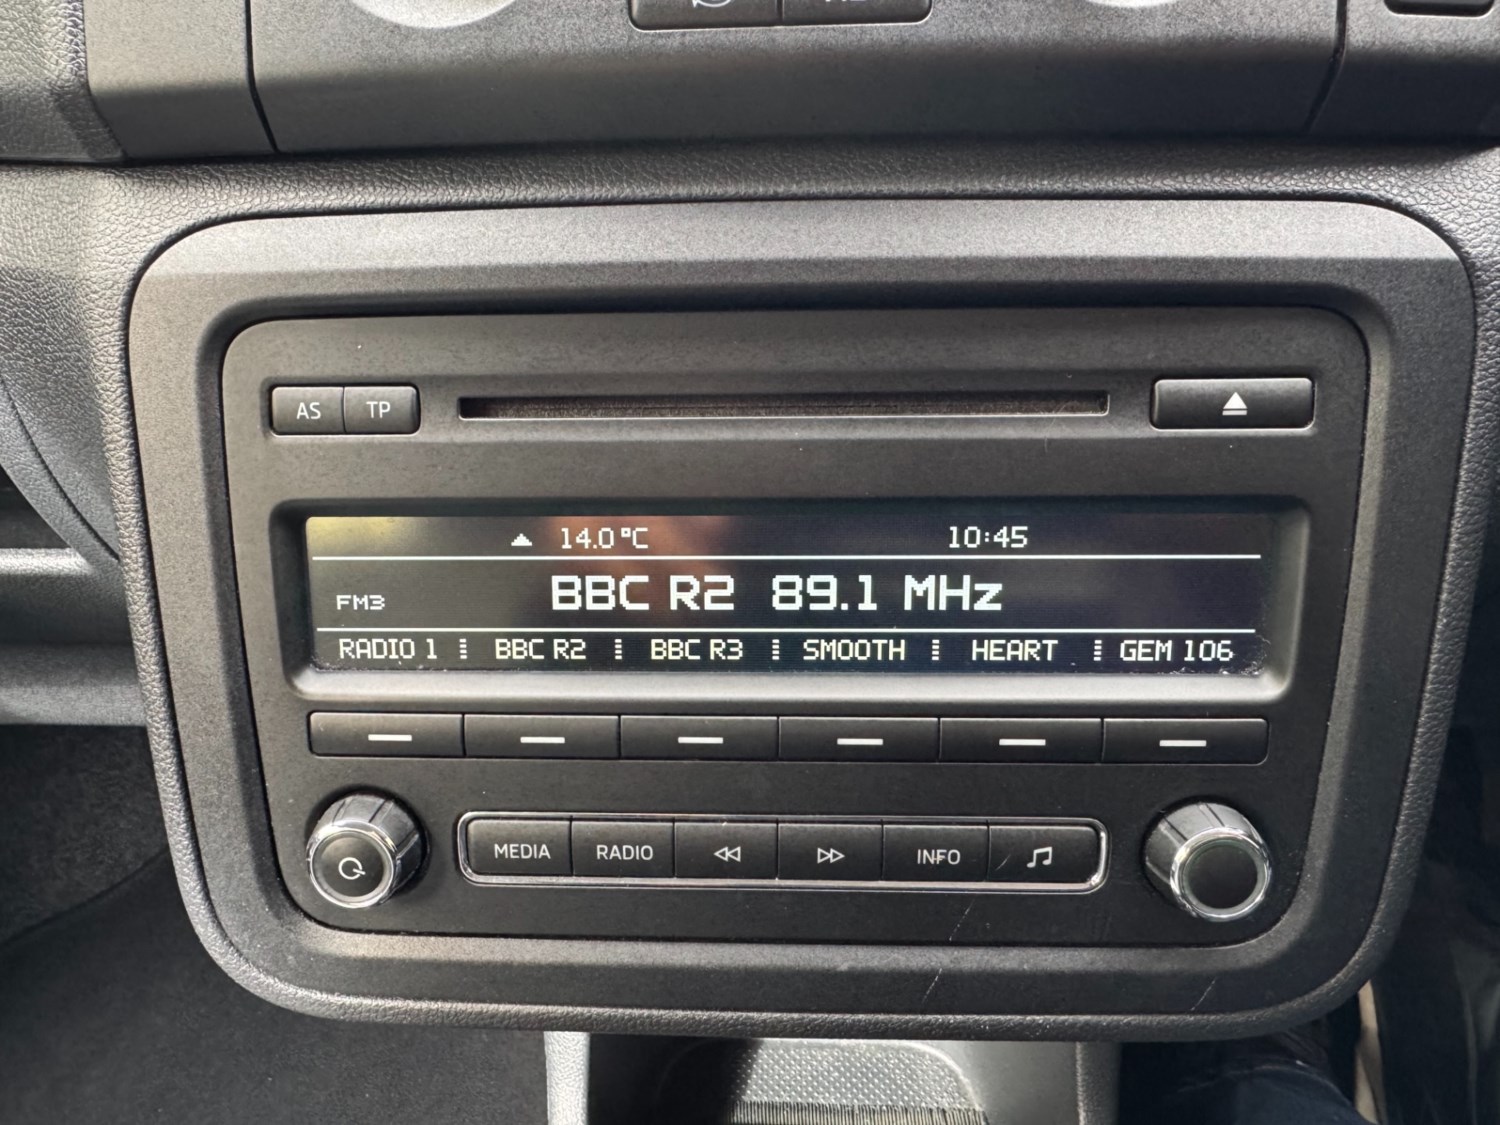 AS TP
14.0°C 10:45
FM3 BBC R2 89.1 MHz
RADIO 1 BBC R2 BBC R3 SMOOTH HEART GEM 106
MEDIA RADIO INFO